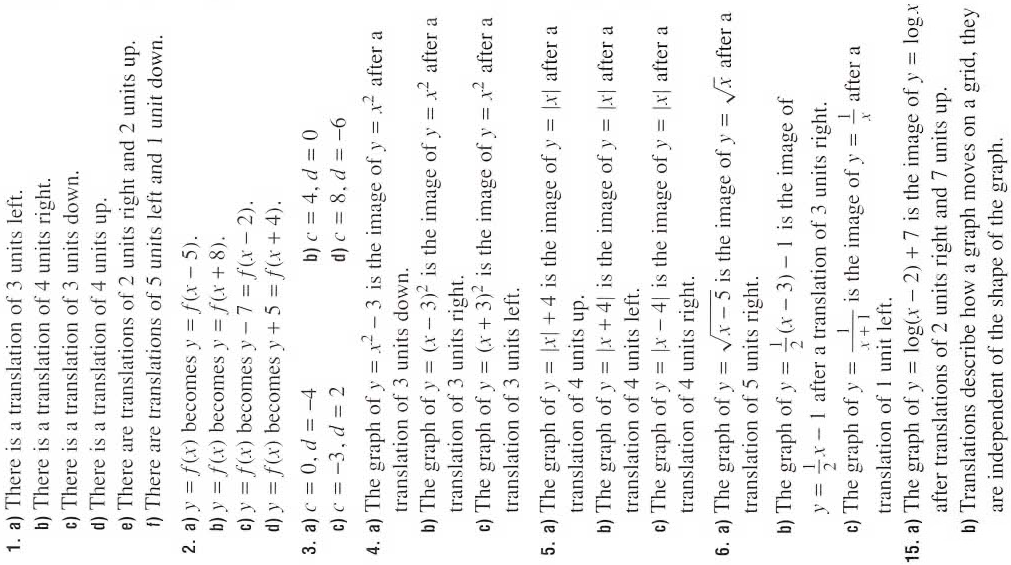 1. a) There is a translation of 3 units left.
b) There is a translation of 4 units right.
c) There is a translation of 3 units down.
d) There is a translation of 4 units up.
e) There are translations of 2 units right and 2 units up.
f) There are translations of 5 units left and 1 unit down.
2. a) y = f(x) becomes y = f(x − 5).
b) y = f(x) becomes y = f(x + 8).
c) y = f(x) becomes y − 7 = f(x − 2).
d) y = f(x) becomes y + 5 = f(x + 4).
3. a) c = 0, d = −4 b) c = 4, d = 0
c) c = −3, d = 2 d) c = 8, d = −6
4. a) The graph of y = x² − 3 is the image of y = x² after a
translation of 3 units down.
b) The graph of y = (x − 3)² is the image of y = x² after a
translation of 3 units right.
c) The graph of y = (x + 3)² is the image of y = x² after a
translation of 3 units left.
5. a) The graph of y = |x| + 4 is the image of y = |x| after a
translation of 4 units up.
b) The graph of y = |x + 4| is the image of y = |x| after a
translation of 4 units left.
c) The graph of y = |x − 4| is the image of y = |x| after a
translation of 4 units right.
6. a) The graph of y = √(x − 5) is the image of y = √x after a
translation of 5 units right.
b) The graph of y = 1/2(x − 3) − 1 is the image of
y = 1/2x − 1 after a translation of 3 units right.
c) The graph of y = 1/(x + 1) is the image of y = 1/x after a
translation of 1 unit left.
15. a) The graph of y = log(x − 2) + 7 is the image of y = log x
after translations of 2 units right and 7 units up.
b) Translations describe how a graph moves on a grid, they
are independent of the shape of the graph.